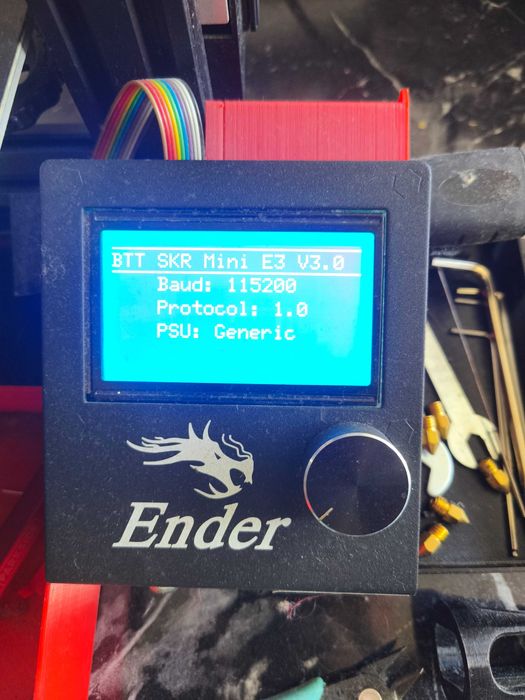 BTT SKR Mini E3 V3.0
Baud: 115200
Protocol: 1.0
PSU: Generic
Ender